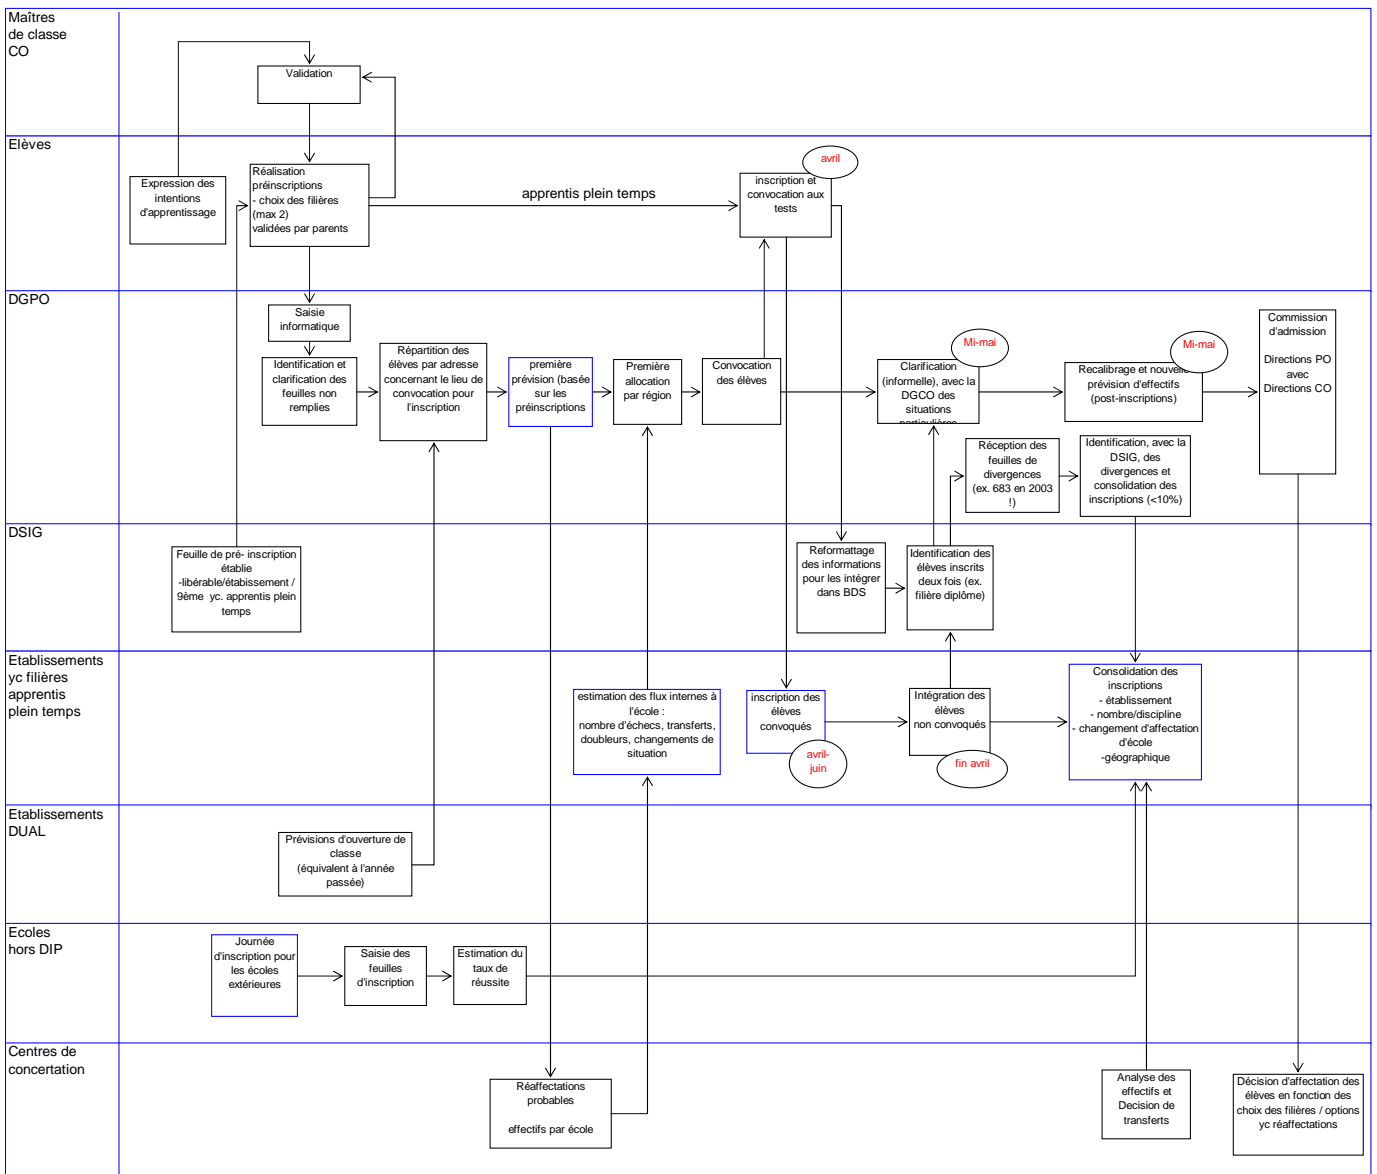 Maîtres
de classe
CO
Validation
Elèves
Expression des
intentions
d'apprentissage
Réalisation
préinscriptions
- choix des filières
(max 2)
validées par parents
apprentis plein temps
avril
inscription et
convocation aux
tests
DGPO
Saisie
informatique
Identification et
clarification des
feuilles non
remplies
Répartition des
élèves par adresse
concernant le lieu de
convocation pour
l'inscription
première
prévision (basée
sur les
préinscriptions
Première
allocation
par région
Convocation
des élèves
Mi-mai
Clarification
(informelle), avec la
DGCO des
situations
particulières
Mi-mai
Recalibrage et nouvelle
prévision d'effectifs
(post-inscriptions)
Commission
d'admission
Directions PO
avec
Directions CO
Réception des
feuilles de
divergences
(ex. 683 en 2003
!)
Identification, avec la
DSIG, des
divergences et
consolidation des
inscriptions (<10%)
DSIG
Feuille de pré- inscription
établie
-libérable/étabissement /
9ème yc. apprentis plein
temps
Reformattage
des informations
pour les intégrer
dans BDS
Identification des
élèves inscrits
deux fois (ex.
filière diplôme)
Etablissements
yc filières
apprentis
plein temps
estimation des flux internes à
l'école :
nombre d'échecs, transferts,
doubleurs, changements de
situation
inscription des
élèves
convoqués
avril-
juin
Intégration des
élèves
non convoqués
fin avril
Consolidation des
inscriptions
- établissement
- nombre/discipline
- changement d'affectation
d'école
-géographique
Etablissements
DUAL
Prévisions d'ouverture de
classe
(équivalent à l'année
passée)
Ecoles
hors DIP
Journée
d'inscription pour
les écoles
extérieures
Saisie des
feuilles
d'inscription
Estimation du
taux de
réussite
Centres de
concertation
Réaffectations
probables
effectifs par école
Analyse des
effectifs et
Decision de
transferts
Décision d'affectation des
élèves en fonction des
choix des filières / options
yc réaffectations